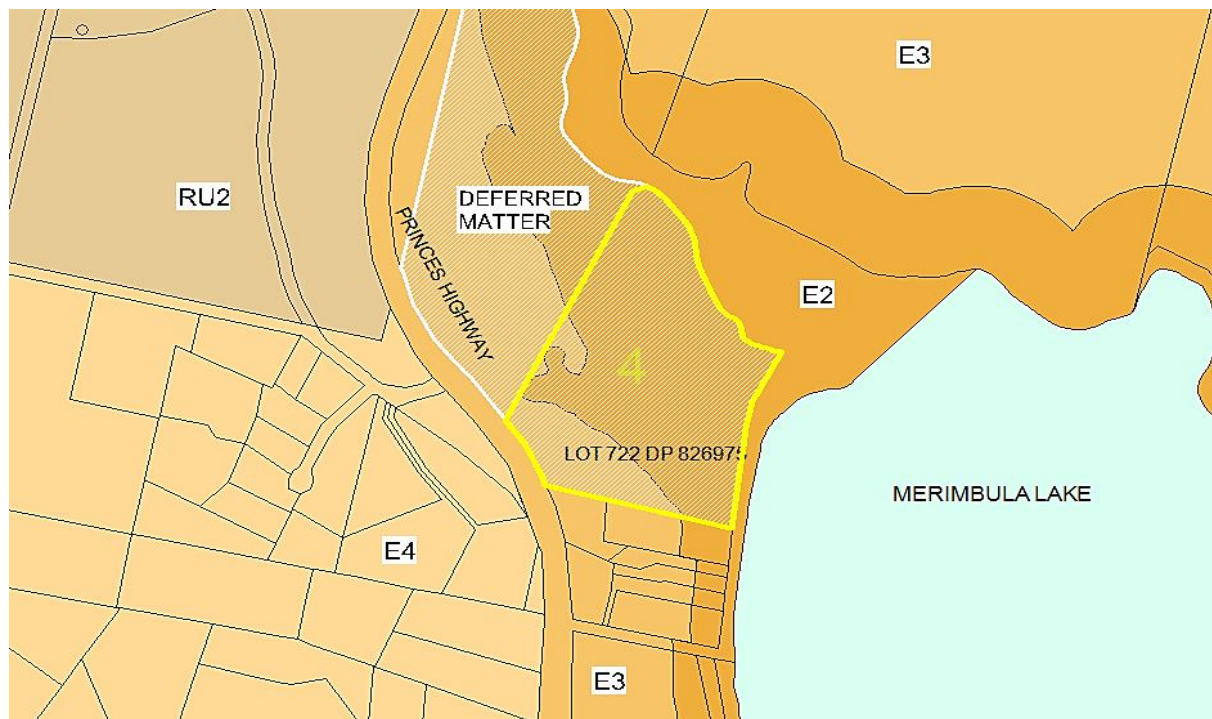 E3
RU2
DEFERRED
MATTER
PRINCES HIGHWAY
E2
4
LOT 722 DP 826975
MERIMBULA LAKE
E4
E3